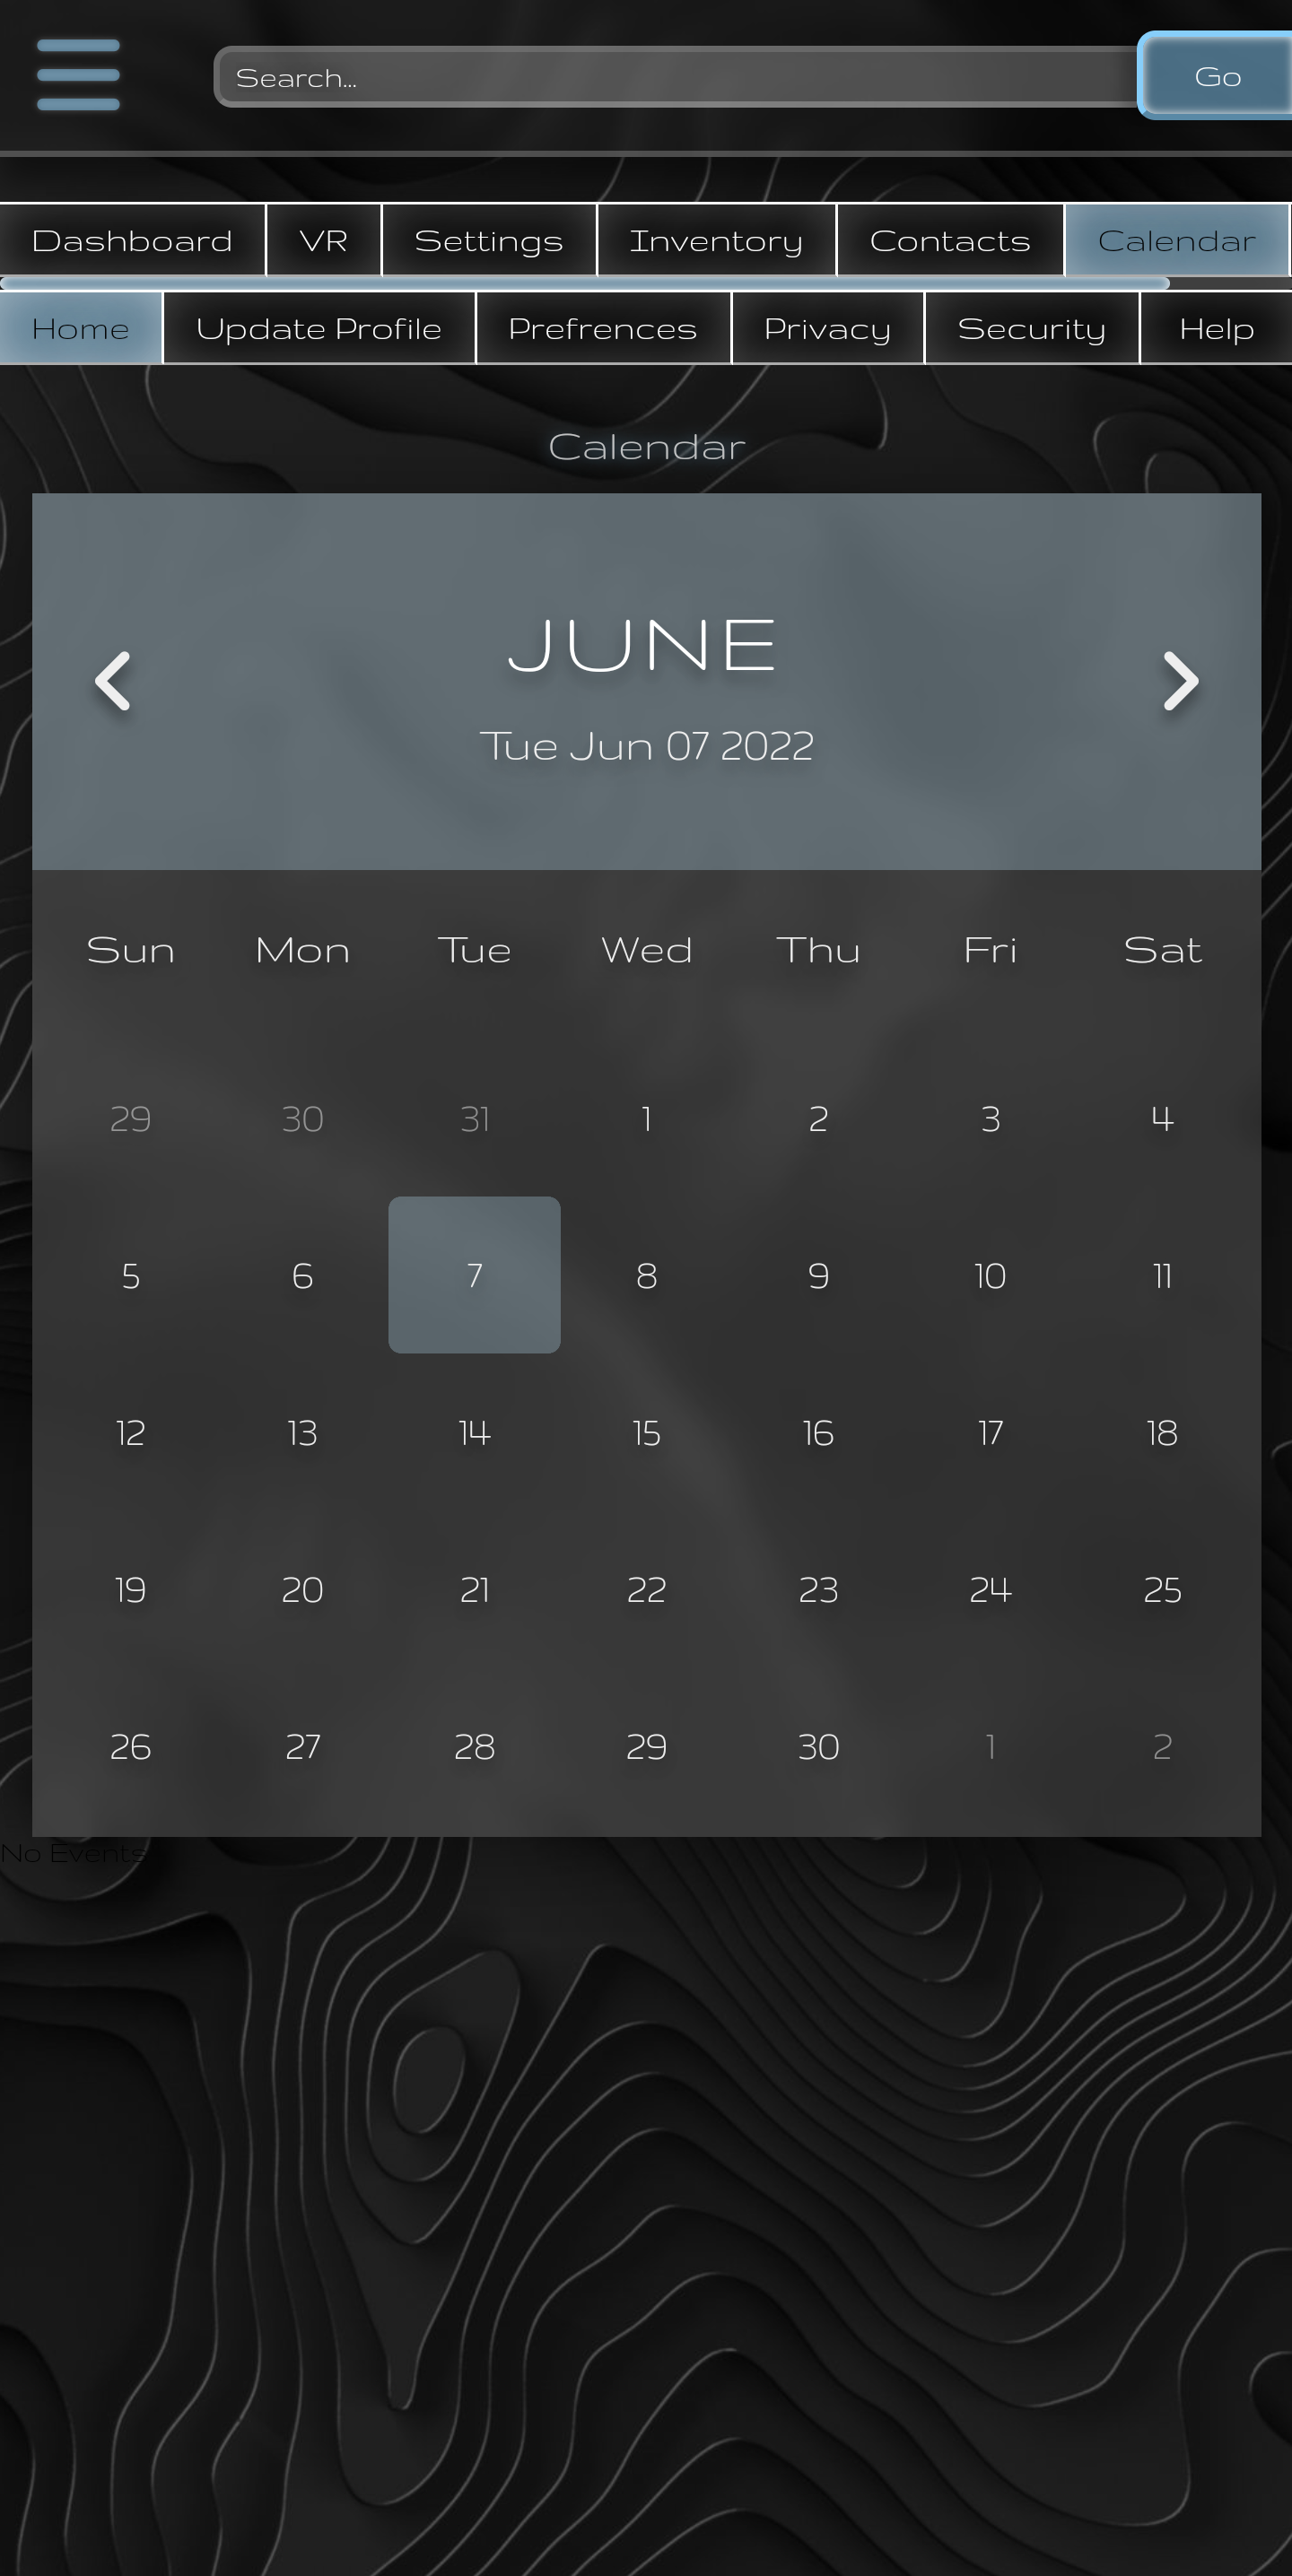 Search...
Go
Dashboard VR Settings Inventory Contacts Calendar
Home Update Profile Prefrences Privacy Security Help
Calendar
JUNE
Tue Jun 07 2022
Sun Mon Tue Wed Thu Fri Sat
29 30 31 1 2 3 4
5 6 7 8 9 10 11
12 13 14 15 16 17 18
19 20 21 22 23 24 25
26 27 28 29 30 1 2
No Events